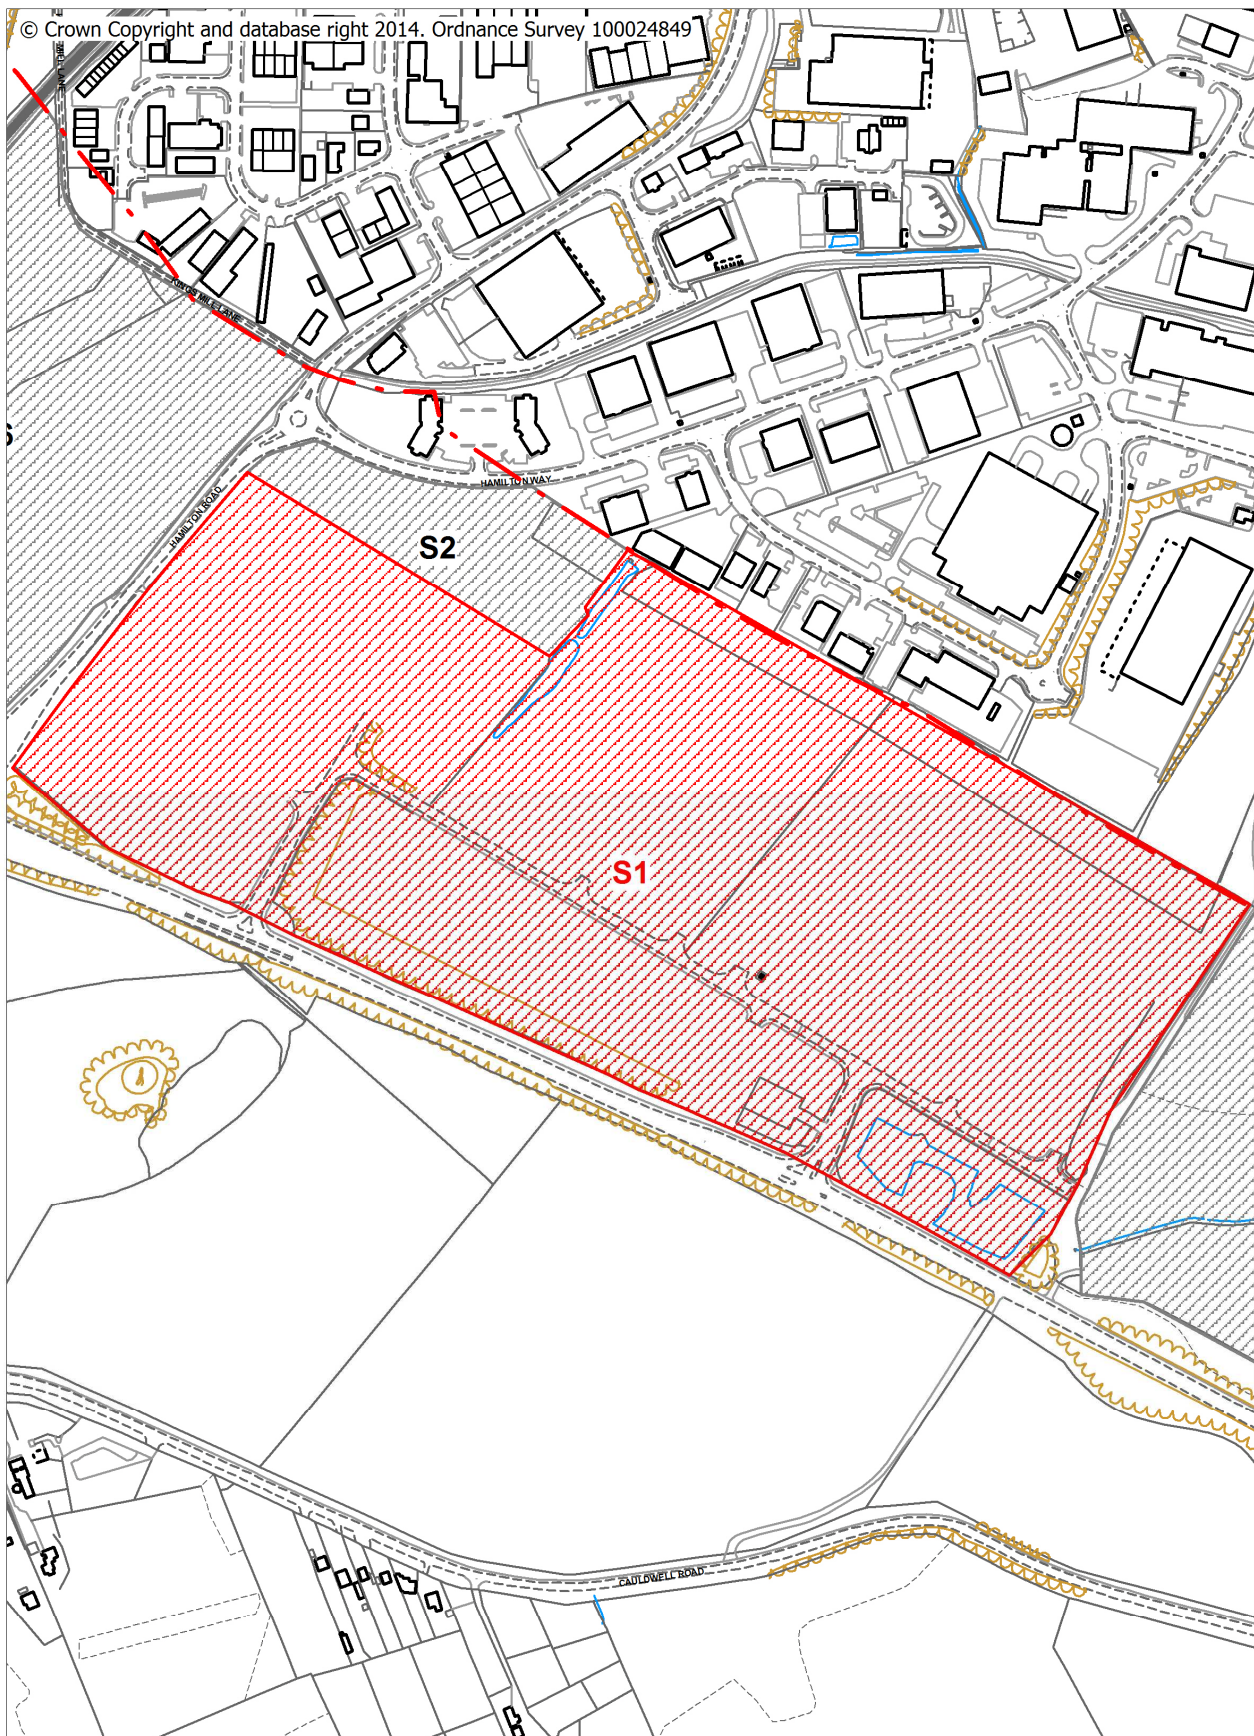 © Crown Copyright and database right 2014. Ordnance Survey 100024849
KINGS MILL LANE
HAMILTON WAY
HAMILTON ROAD
S2
S1
CAULDWELL ROAD